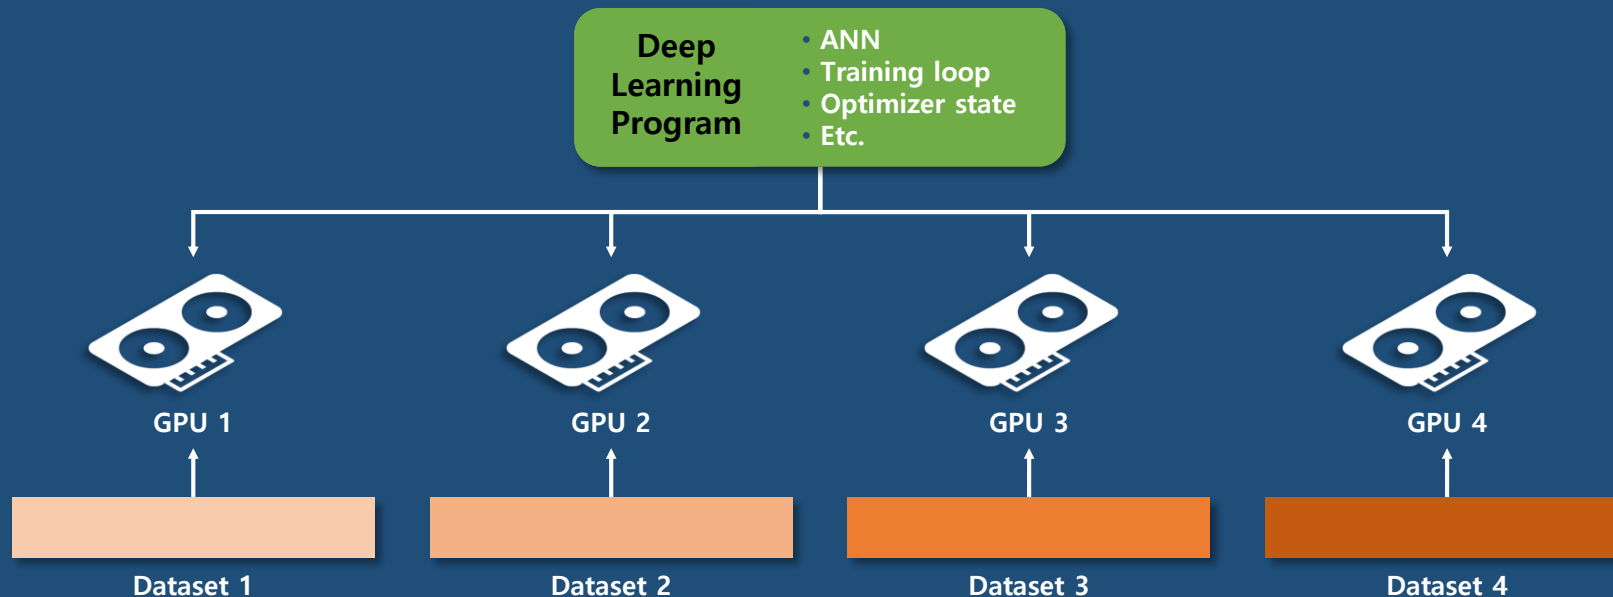 Deep
Learning
Program
• ANN
• Training loop
• Optimizer state
• Etc.
GPU 1
GPU 2
GPU 3
GPU 4
Dataset 1
Dataset 2
Dataset 3
Dataset 4